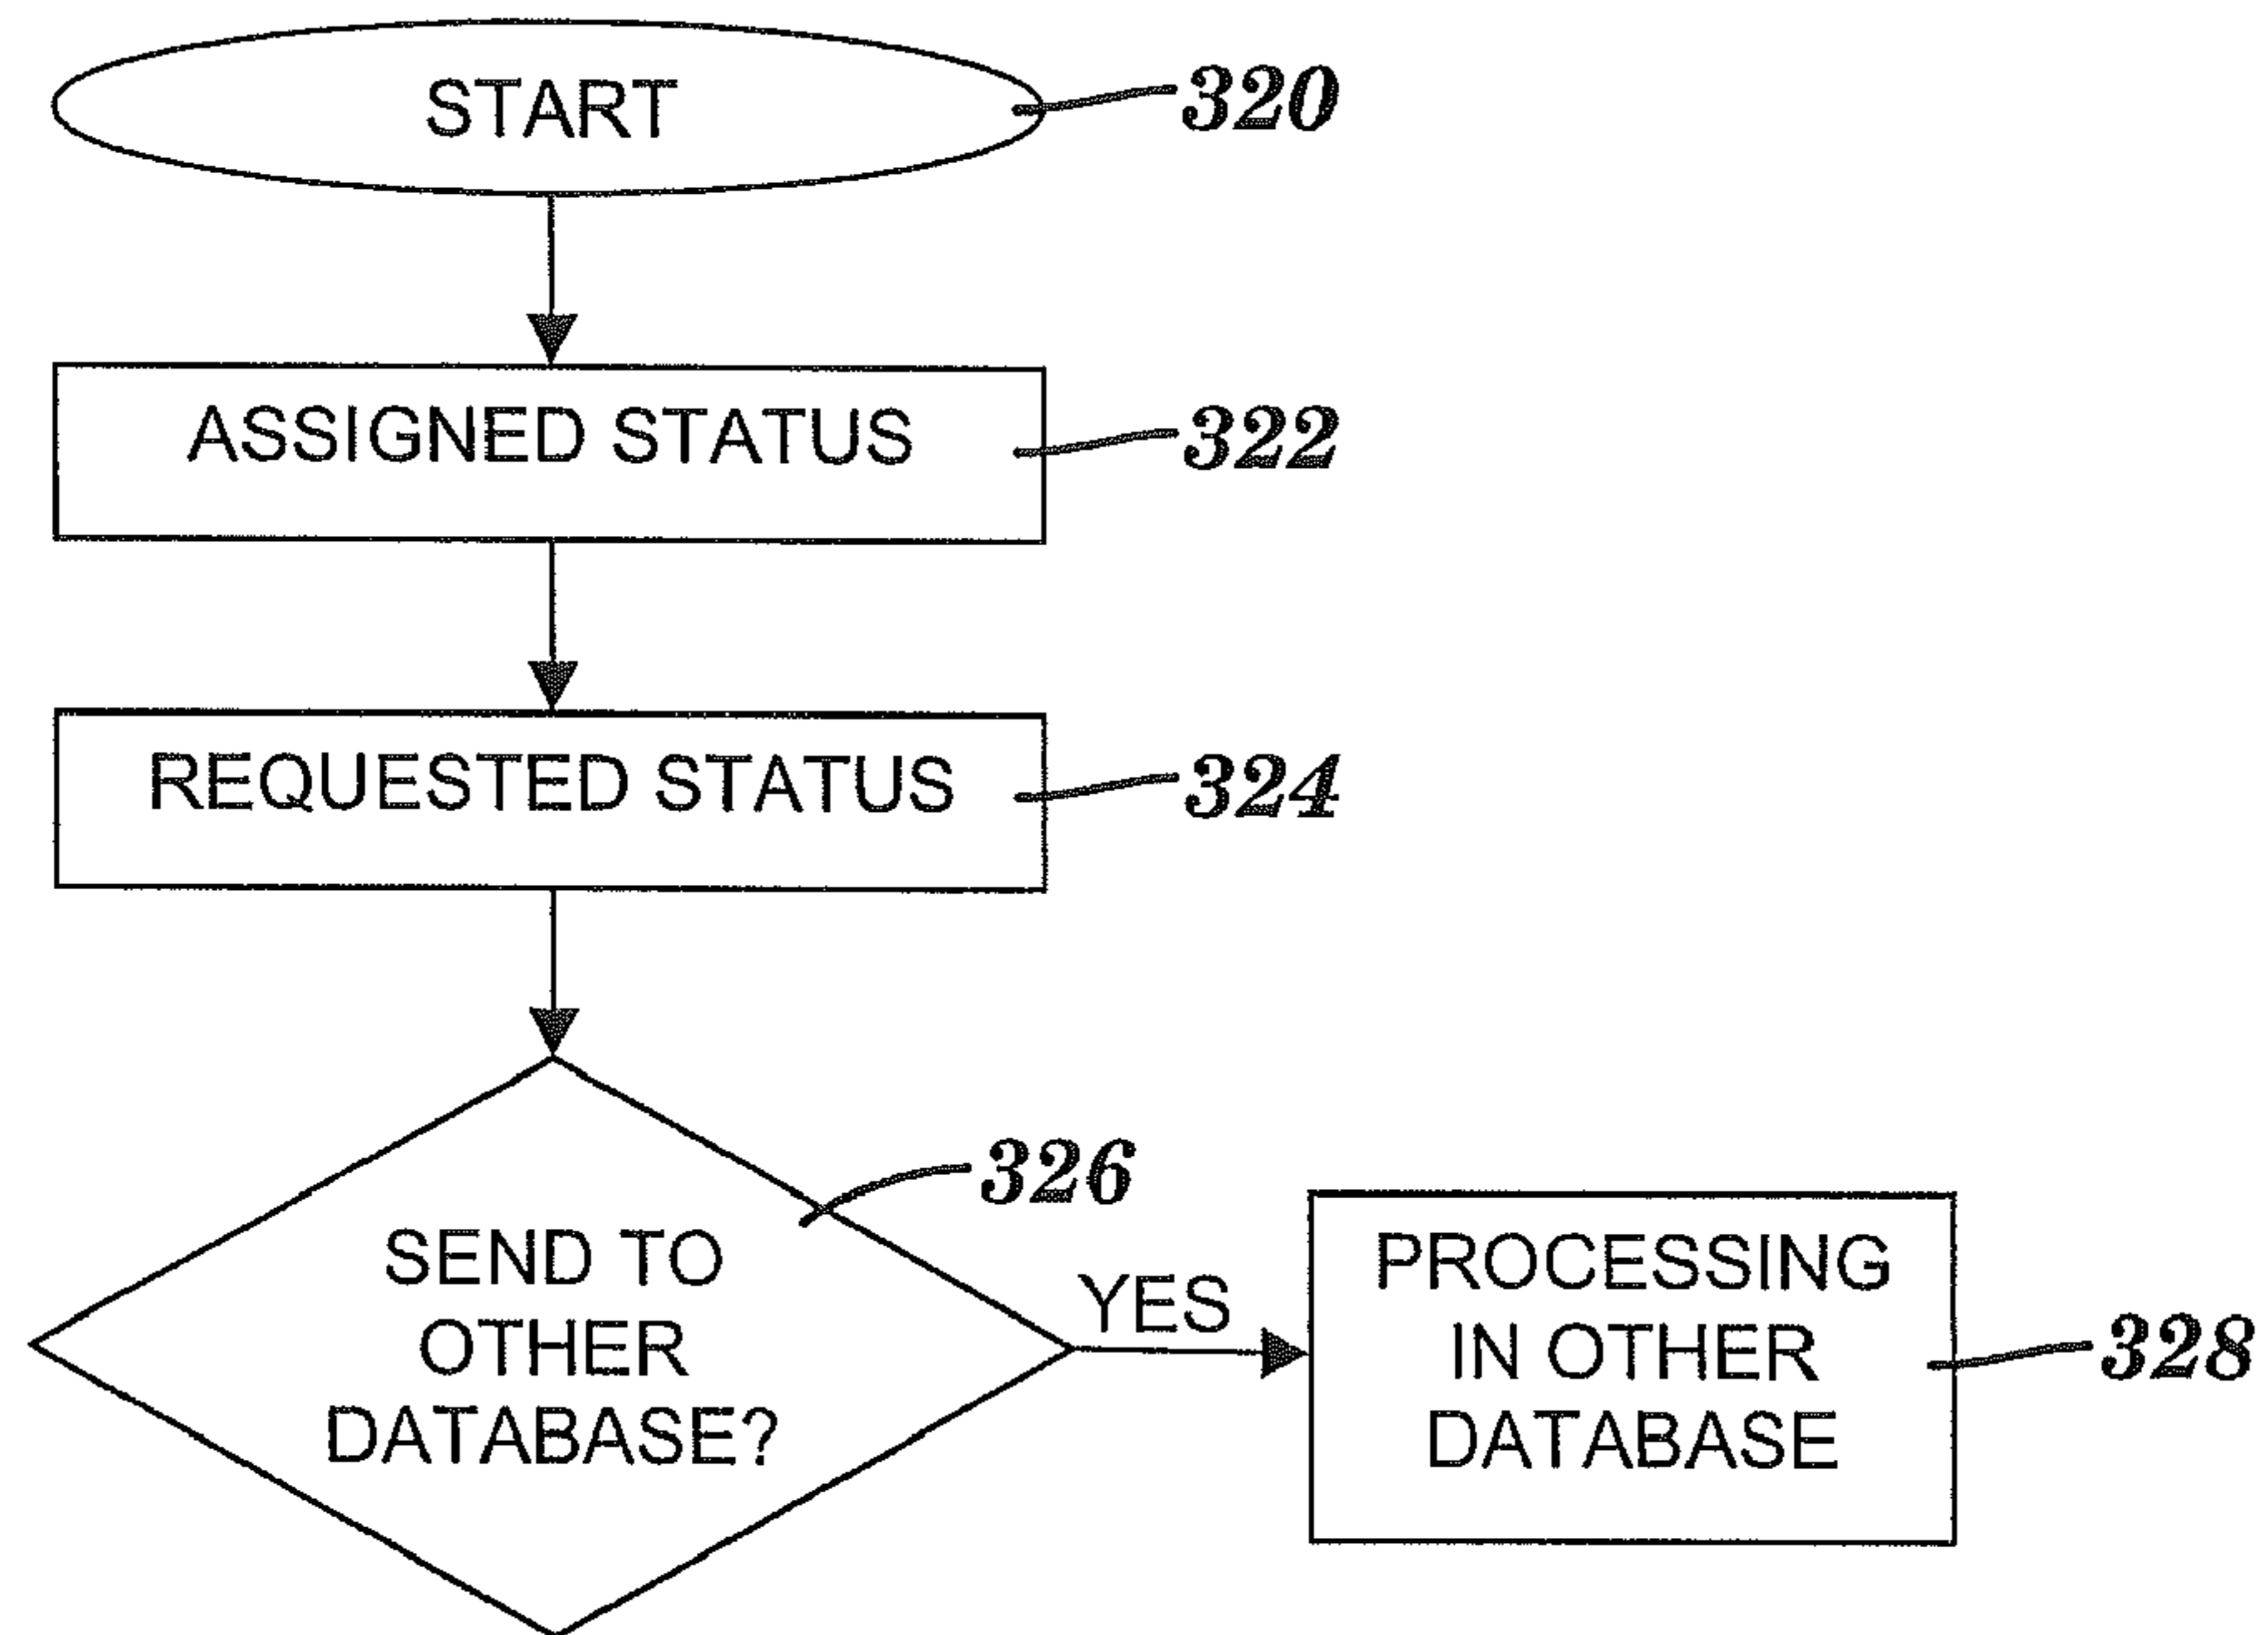 START
320
ASSIGNED STATUS
322
REQUESTED STATUS
324
326
SEND TO
OTHER
DATABASE?
YES
PROCESSING
IN OTHER
DATABASE
328